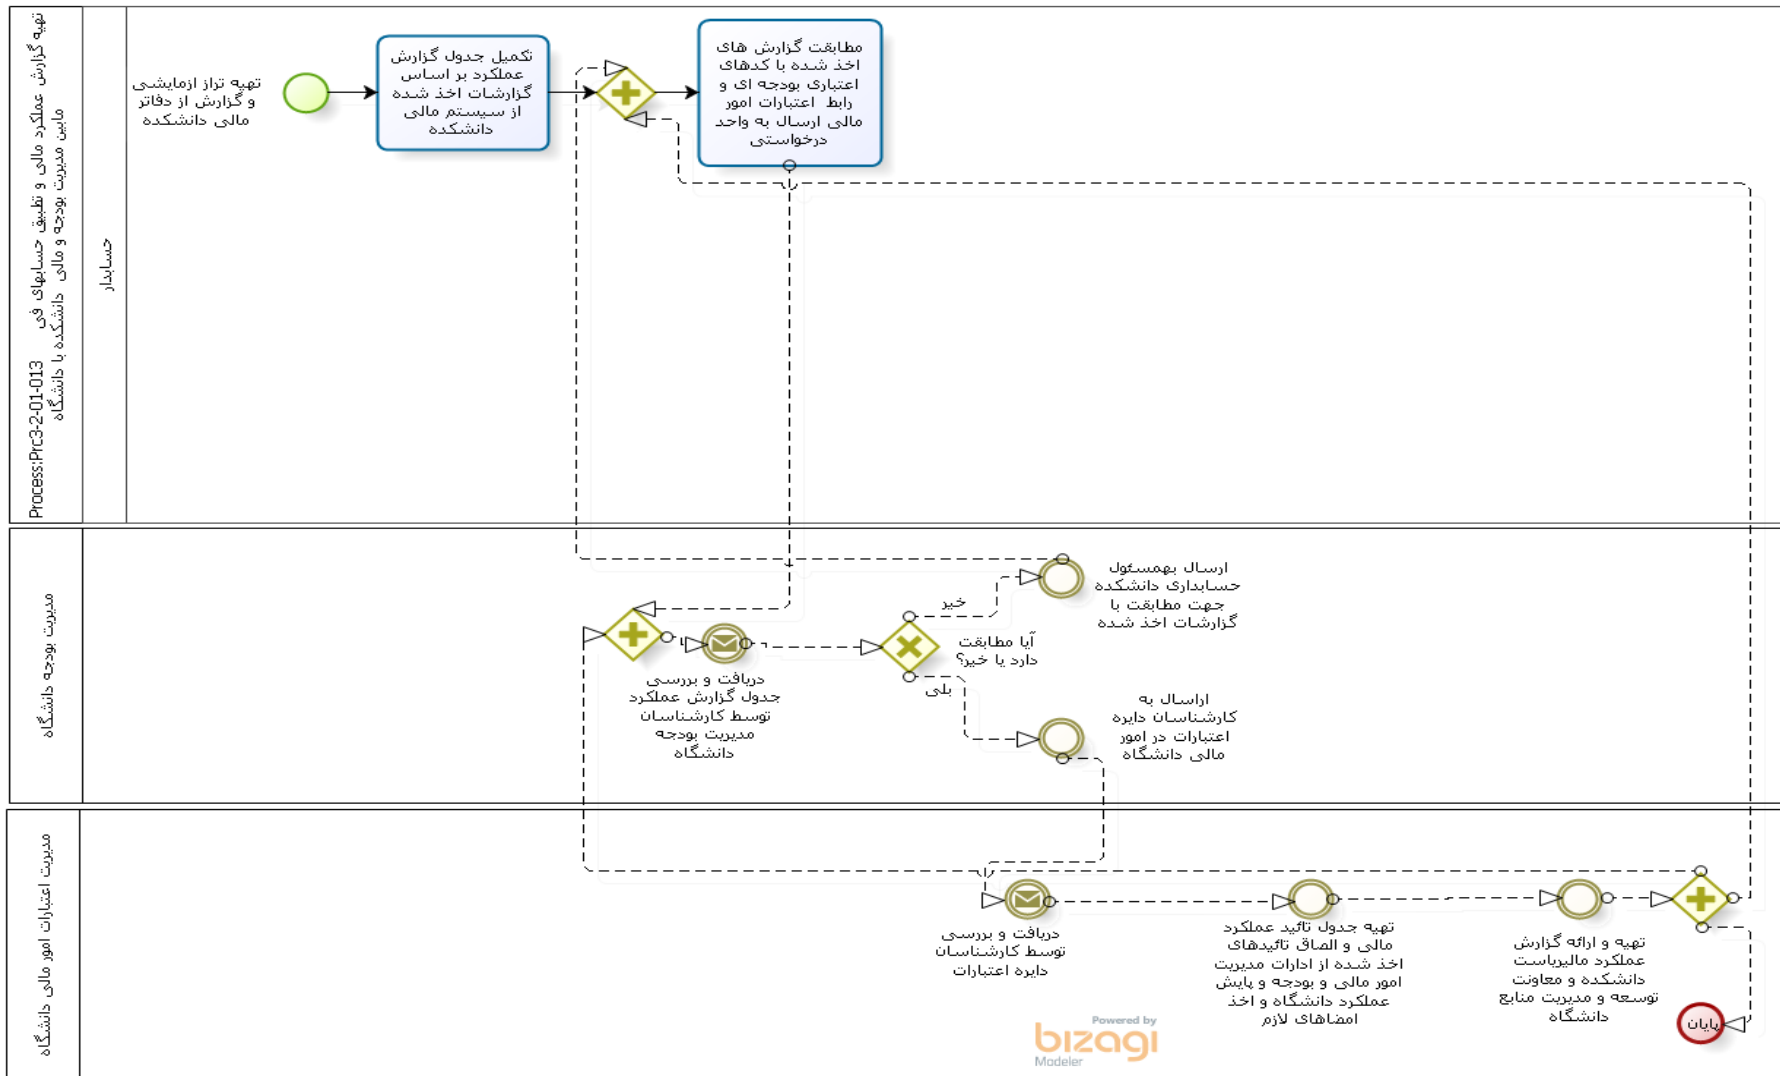 تهیه گزارش عملکرد مالی و تطبیق حسابهای فی
مابین مدیریت بودجه و مالی دانشکده با دانشگاه
Process:Prc3-2-01-013
حسابدار
تهیه تراز ازمایشی
و گزارش از دفاتر
مالی دانشکده
تکمیل جدول گزارش
عملکرد بر اساس
گزارشات اخذ شده
از سیستم مالی
دانشکده
مطابقت گزارش های
اخذ شده با کدهای
اعتباری بودجه ای و
رابط اعتبارات امور
مالی ارسال به واحد
درخواستی
مدیریت بودجه دانشگاه
دریافت و بررسی
جدول گزارش عملکرد
توسط کارشناسان
مدیریت بودجه
دانشگاه
آیا مطابقت
دارد یا خیر؟
خیر
بلی
ارسال بهمسئول
حسابداری دانشکده
جهت مطابقت با
گزارشات اخذ شده
اراسال به
کارشناسان دایره
اعتبارات در امور
مالی دانشگاه
مدیریت اعتبارات امور مالی دانشگاه
دریافت و بررسی
توسط کارشناسان
دایره اعتبارات
تهیه جدول تائید عملکرد
مالی و الصاق تائیدهای
اخذ شده از ادارات مدیریت
امور مالی و بودجه و پایش
عملکرد دانشگاه و اخذ
امضاهای لازم
تهیه و ارائه گزارش
عملکرد مالیریاست
دانشکده و معاونت
توسعه و مدیریت منابع
دانشگاه
پایان
Powered by
bizagi
Modeler